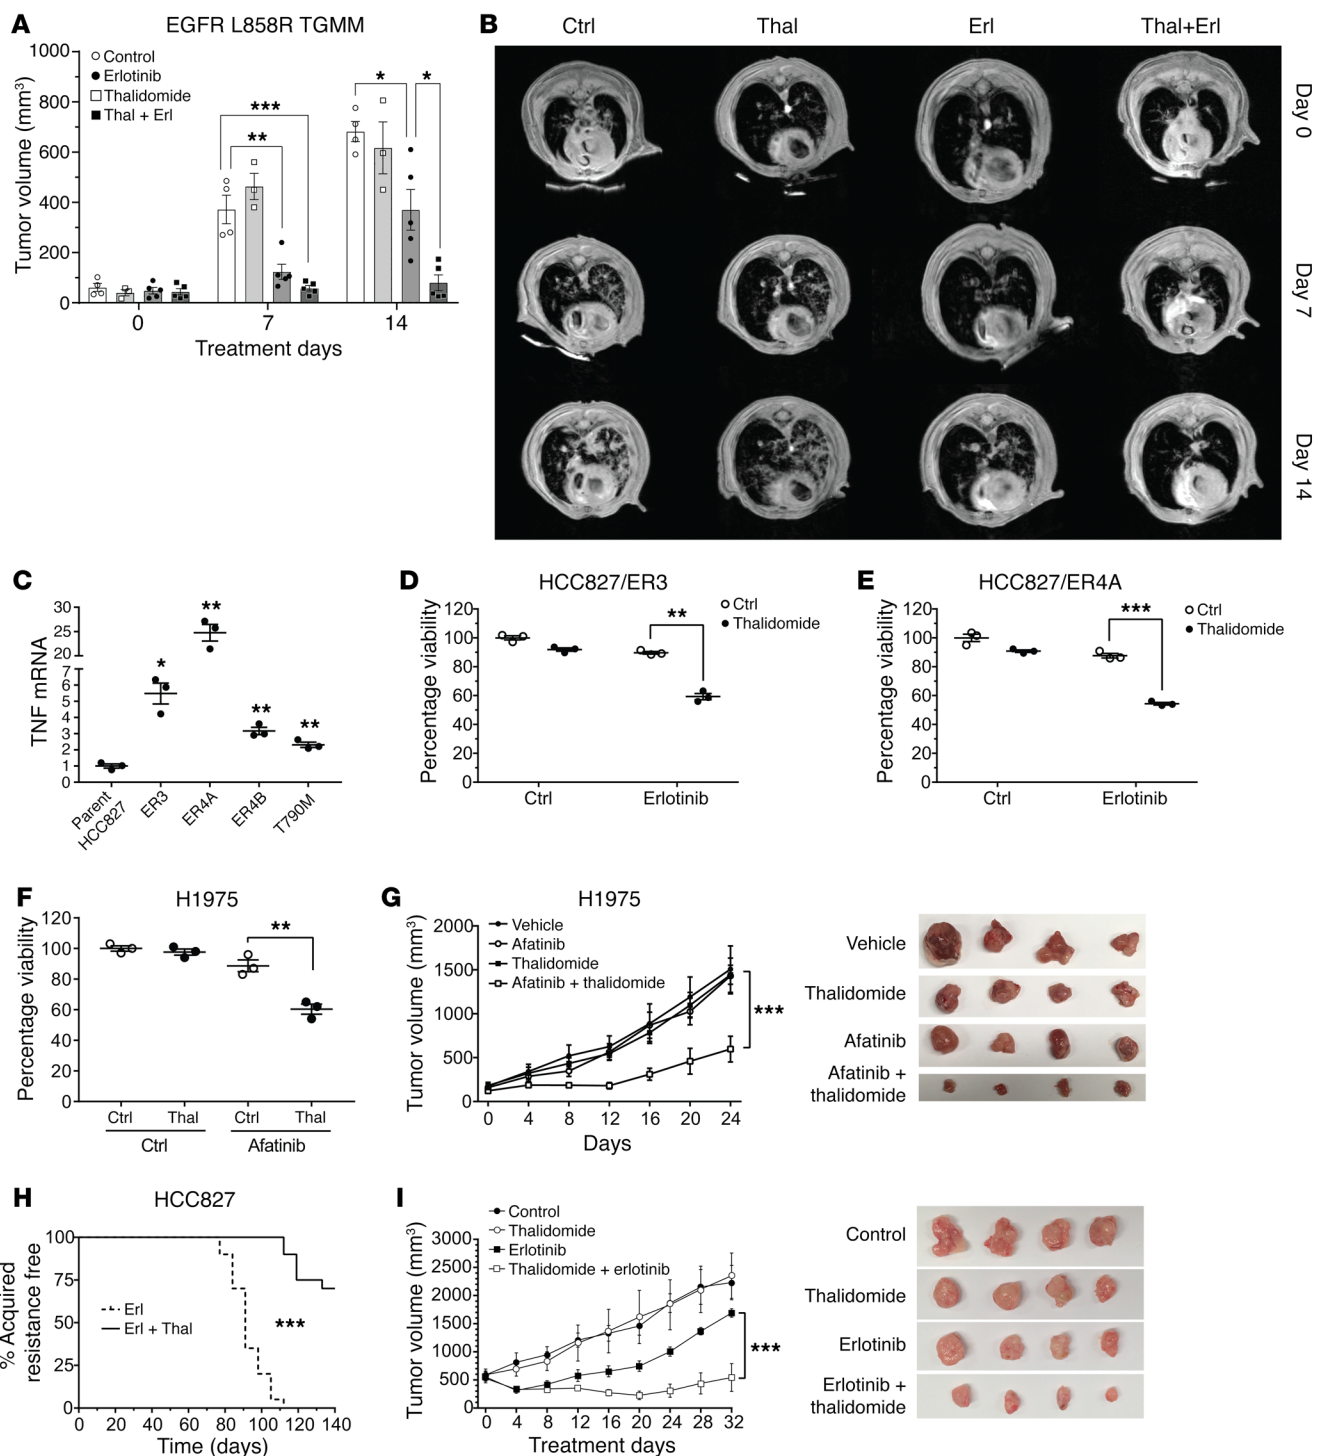 A
EGFR L858R TGMM
Tumor volume (mm³)
1000
800
600
400
200
0
Control
Erlotinib
Thalidomide
Thal + Erl
***
**
*
*
0
7
14
Treatment days
B
Ctrl
Thal
Erl
Thal+Erl
Day 0
Day 7
Day 14
C
TNF mRNA
30
25
20
7
6
5
4
3
2
1
0
*
**
**
**
Parent
HCC827
ER3
ER4A
ER4B
T790M
D
HCC827/ER3
Percentage viability
120
100
80
60
40
20
0
Ctrl
Thalidomide
**
Ctrl
Erlotinib
E
HCC827/ER4A
Percentage viability
120
100
80
60
40
20
0
Ctrl
Thalidomide
***
Ctrl
Erlotinib
F
H1975
Percentage viability
120
100
80
60
40
20
0
**
Ctrl
Thal
Ctrl
Thal
Ctrl
Afatinib
G
H1975
Tumor volume (mm³)
2000
1500
1000
500
0
Vehicle
Afatinib
Thalidomide
Afatinib + thalidomide
***
0
4
8
12
16
20
24
Days
Vehicle
Thalidomide
Afatinib
Afatinib +
thalidomide
H
HCC827
% Acquired
resistance free
100
75
50
25
0
Erl
Erl + Thal
***
0
20
40
60
80
100
120
140
Time (days)
I
Tumor volume (mm³)
3000
2500
2000
1500
1000
500
0
Control
Thalidomide
Erlotinib
Thalidomide + erlotinib
***
0
4
8
12
16
20
24
28
32
Treatment days
Control
Thalidomide
Erlotinib
Erlotinib +
thalidomide